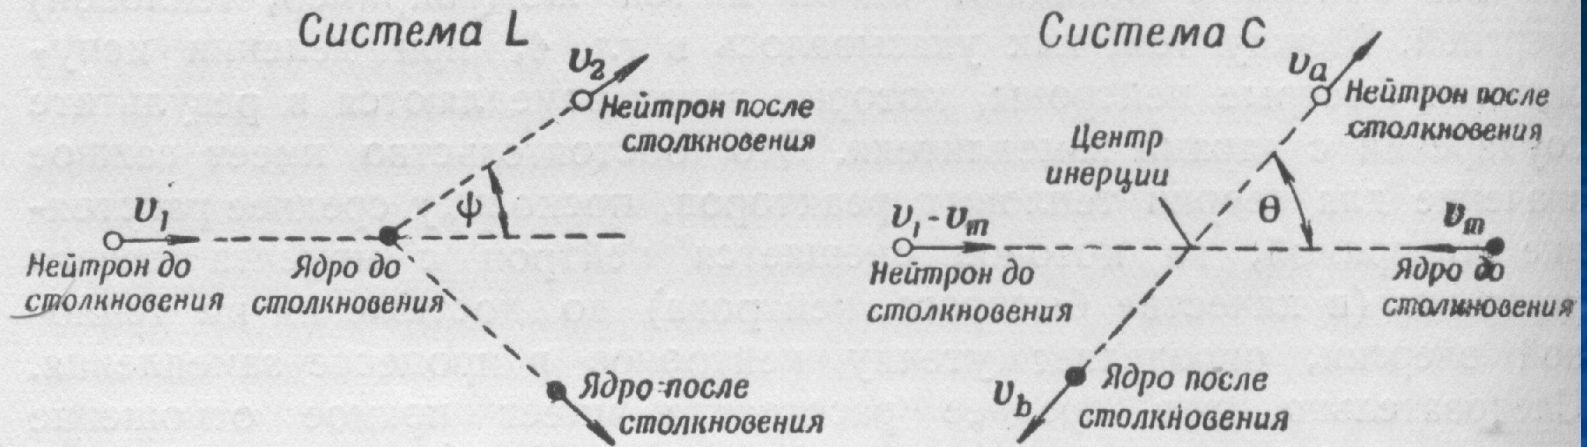 Система L
υ2
Нейтрон после
столкновения
ψ
υ1
Нейтрон до
столкновения
Ядро до
столкновения
Ядро после
столкновения
Система C
υa
Нейтрон после
столкновения
Центр
инерции
θ
υ1 - υm
Нейтрон до
столкновения
υm
Ядро до
столкновения
υb
Ядро после
столкновения